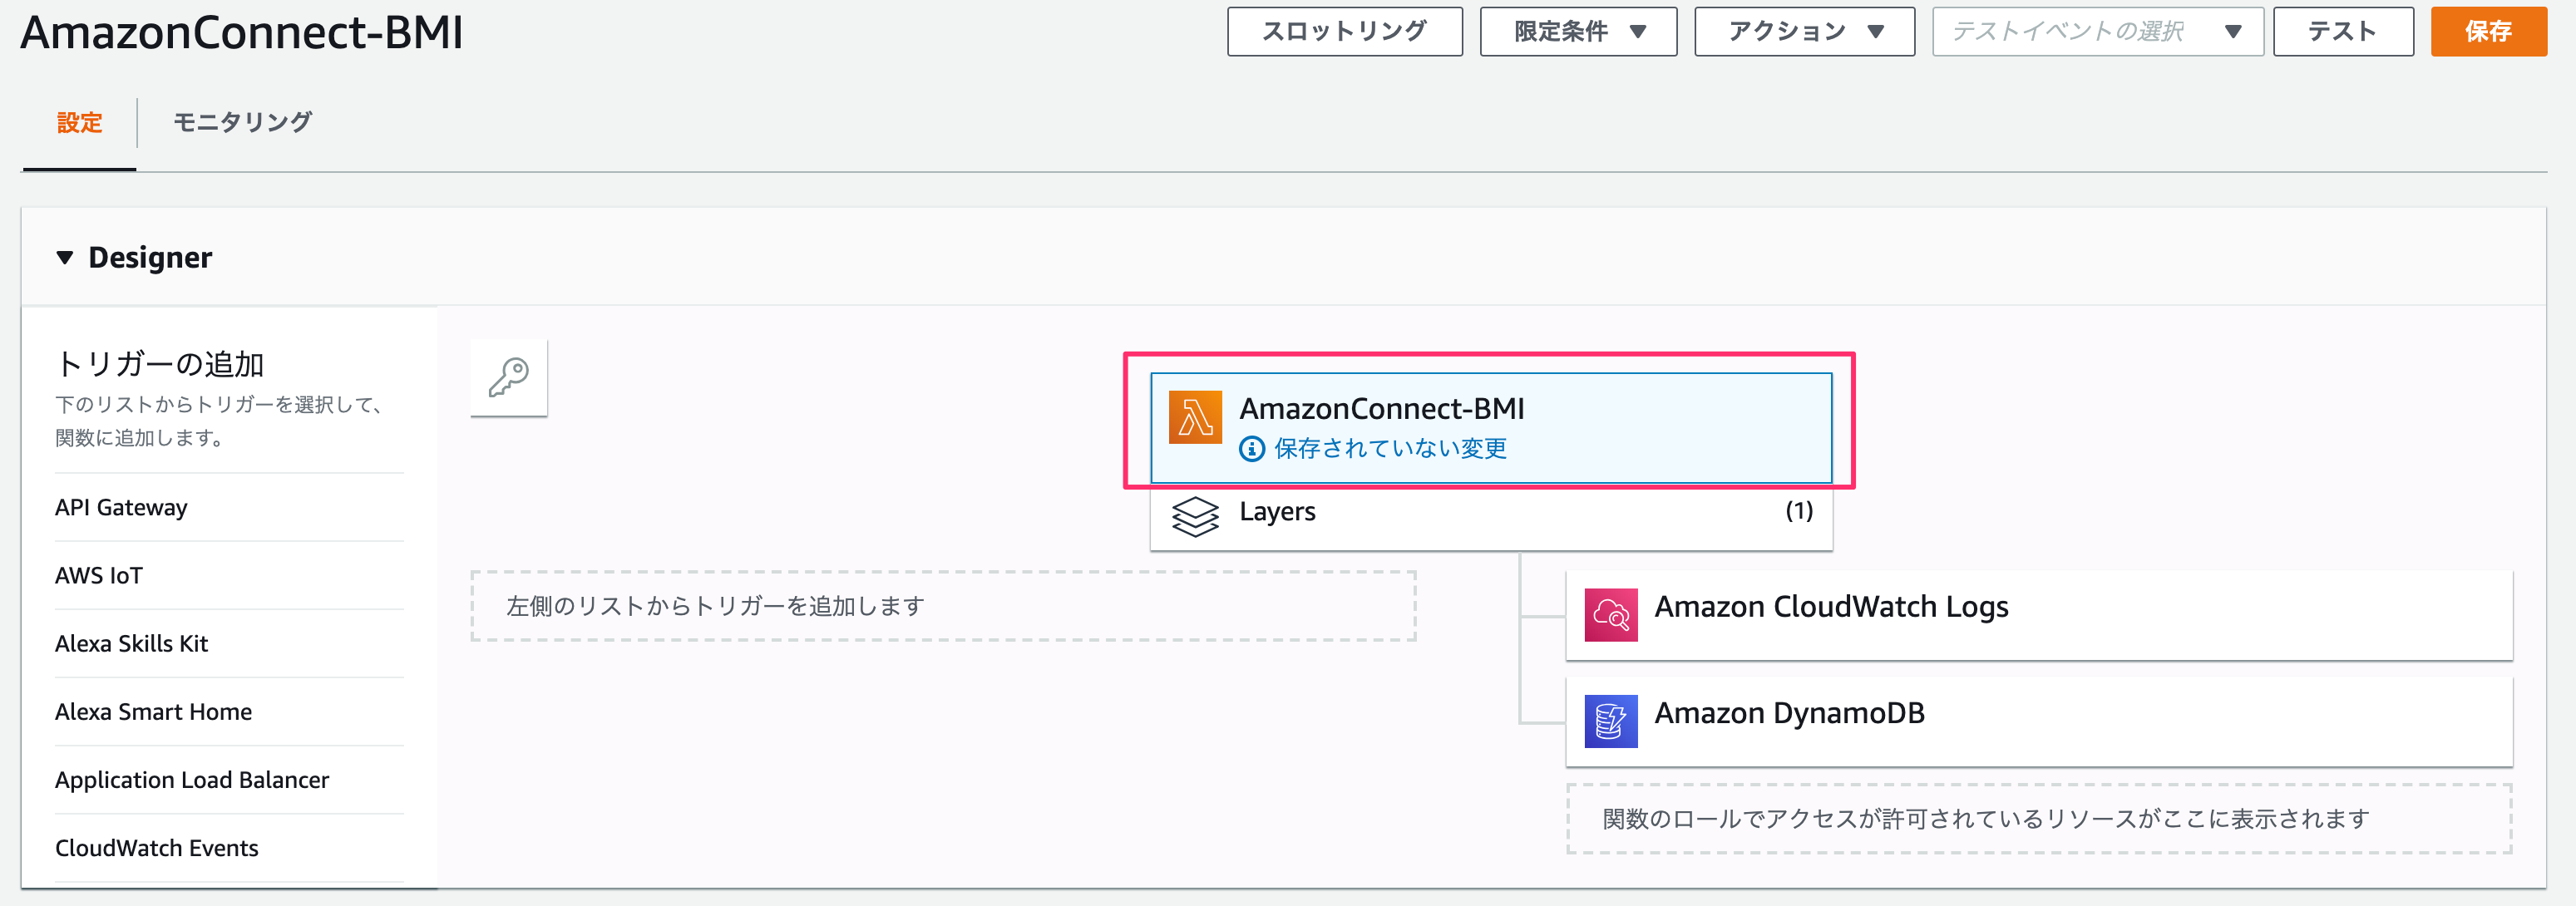 AmazonConnect-BMI
スロットリング
限定条件
アクション
テストイベントの選択
テスト
保存
設定
モニタリング
Designer
トリガーの追加
下のリストからトリガーを選択して、
関数に追加します。
API Gateway
AWS IoT
Alexa Skills Kit
Alexa Smart Home
Application Load Balancer
CloudWatch Events
AmazonConnect-BMI
保存されていない変更
Layers (1)
左側のリストからトリガーを追加します
Amazon CloudWatch Logs
Amazon DynamoDB
関数のロールでアクセスが許可されているリソースがここに表示されます